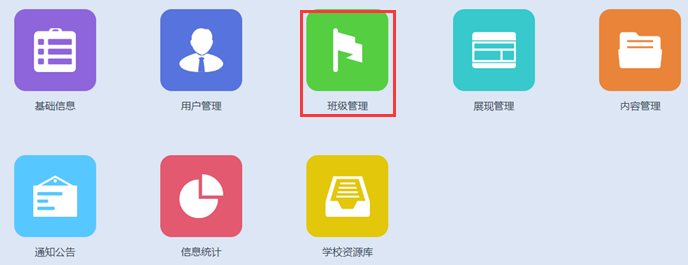 基础信息
用户管理
班级管理
展现管理
内容管理
通知公告
信息统计
学校资源库